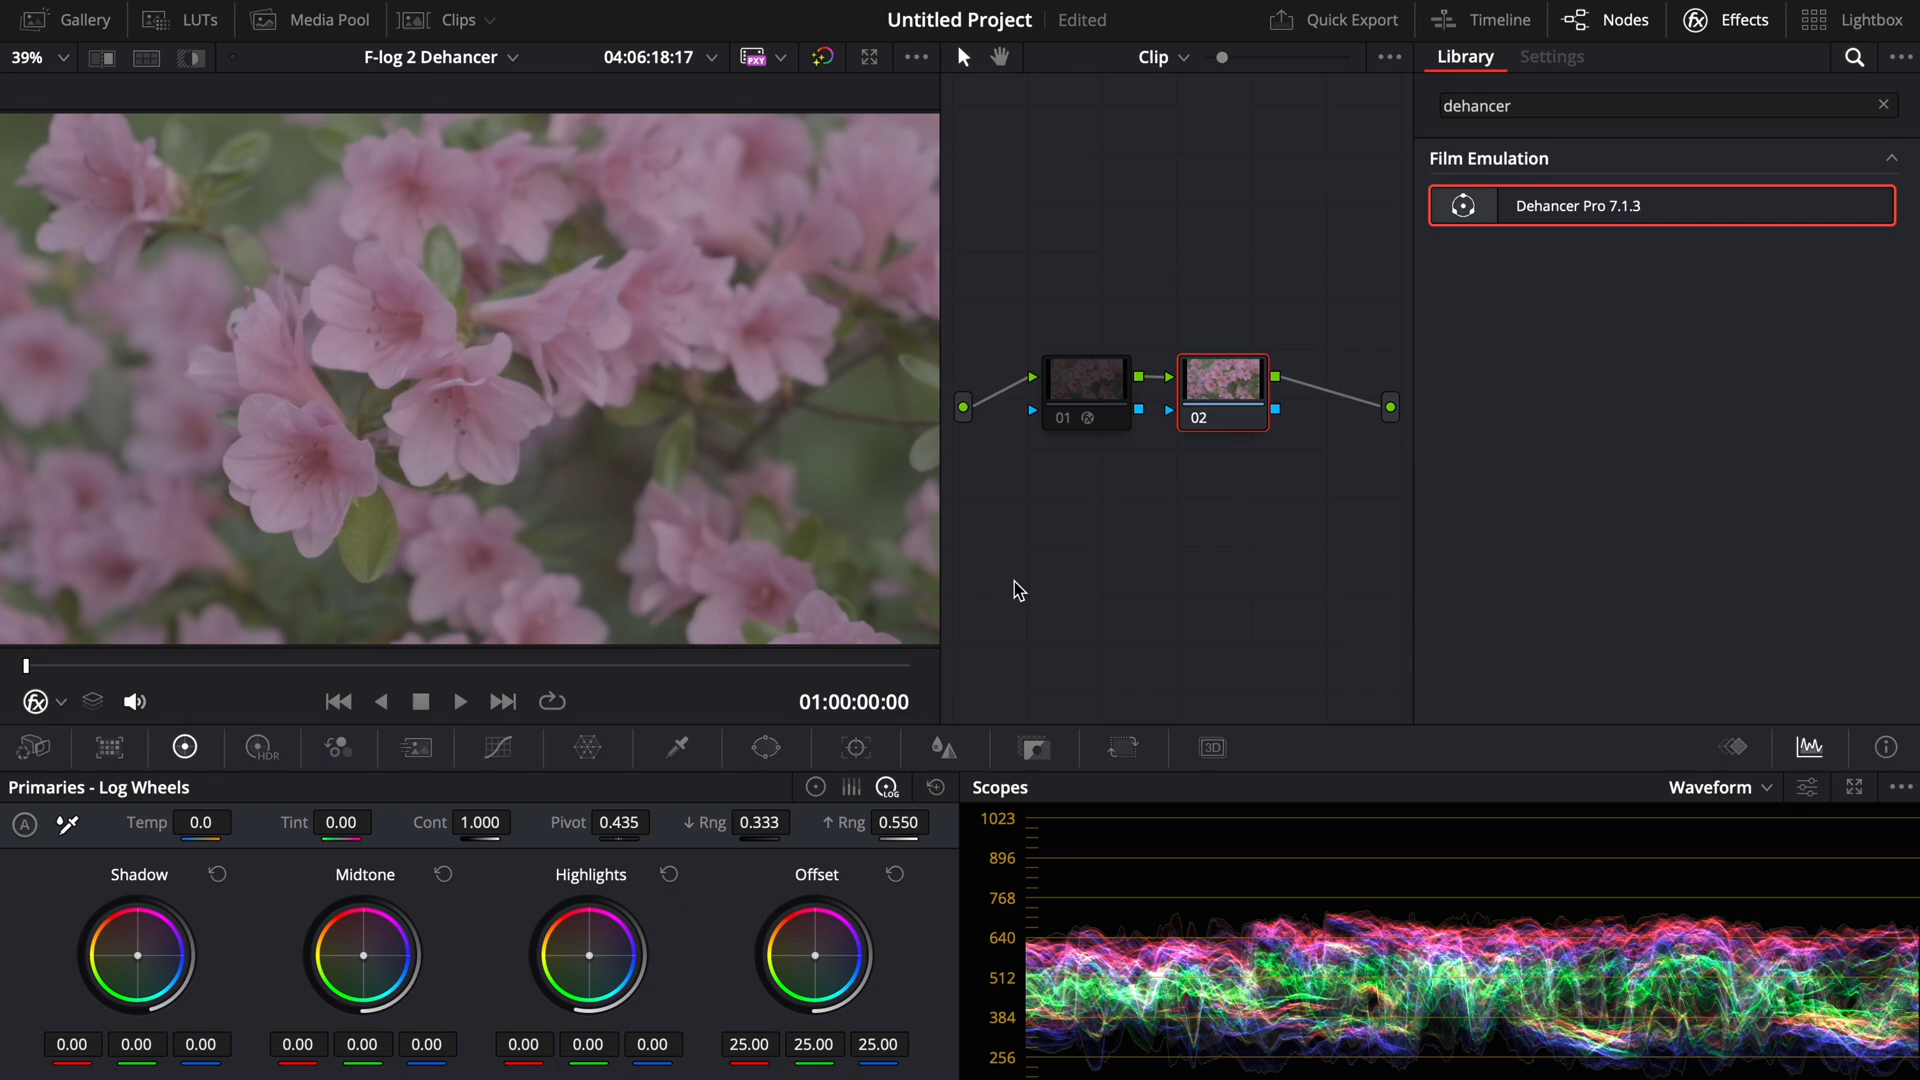 Gallery LUTs Media Pool Clips Untitled Project Edited Quick Export Timeline Nodes Effects Lightbox
39% F-log 2 Dehancer 04:06:18:17 PXY Clip Library Settings
dehancer
Film Emulation
Dehancer Pro 7.1.3
01
02
01:00:00:00
HDR 3D
Primaries - Log Wheels LOG Scopes Waveform
A Temp 0.0 Tint 0.00 Cont 1.000 Pivot 0.435 ↓ Rng 0.333 ↑ Rng 0.550
Shadow Midtone Highlights Offset
0.00 0.00 0.00 0.00 0.00 0.00 0.00 0.00 0.00 25.00 25.00 25.00
1023
896
768
640
512
384
256